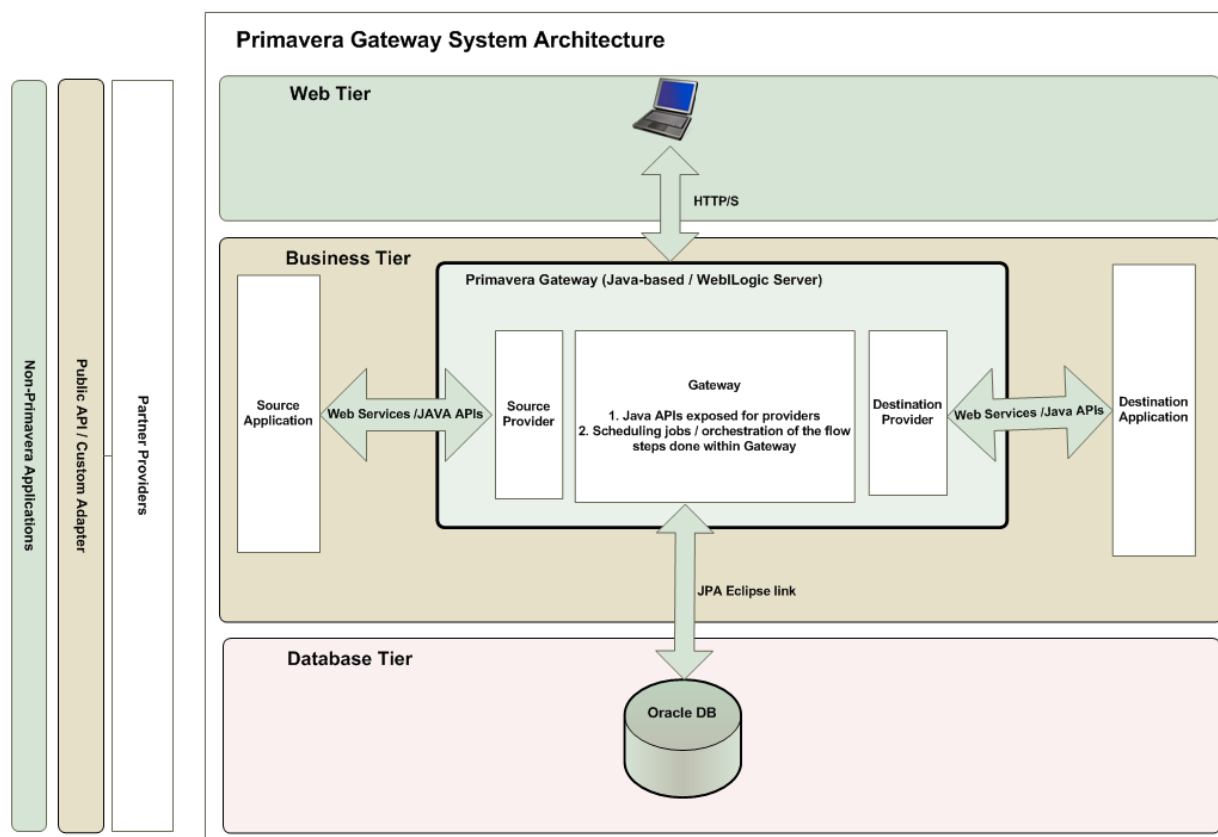 Primavera Gateway System Architecture
Web Tier
HTTP/S
Business Tier
Primavera Gateway (Java-based / WeblLogic Server)
Source
Application
Web Services /JAVA APIs
Source
Provider
Gateway
1. Java APIs exposed for providers
2. Scheduling jobs / orchestration of the flow
steps done within Gateway
Destination
Provider
Web Services /Java APIs
Destination
Application
JPA Eclipse link
Database Tier
Oracle DB
Non-Primavera Applications
Public API / Custom Adapter
Partner Providers